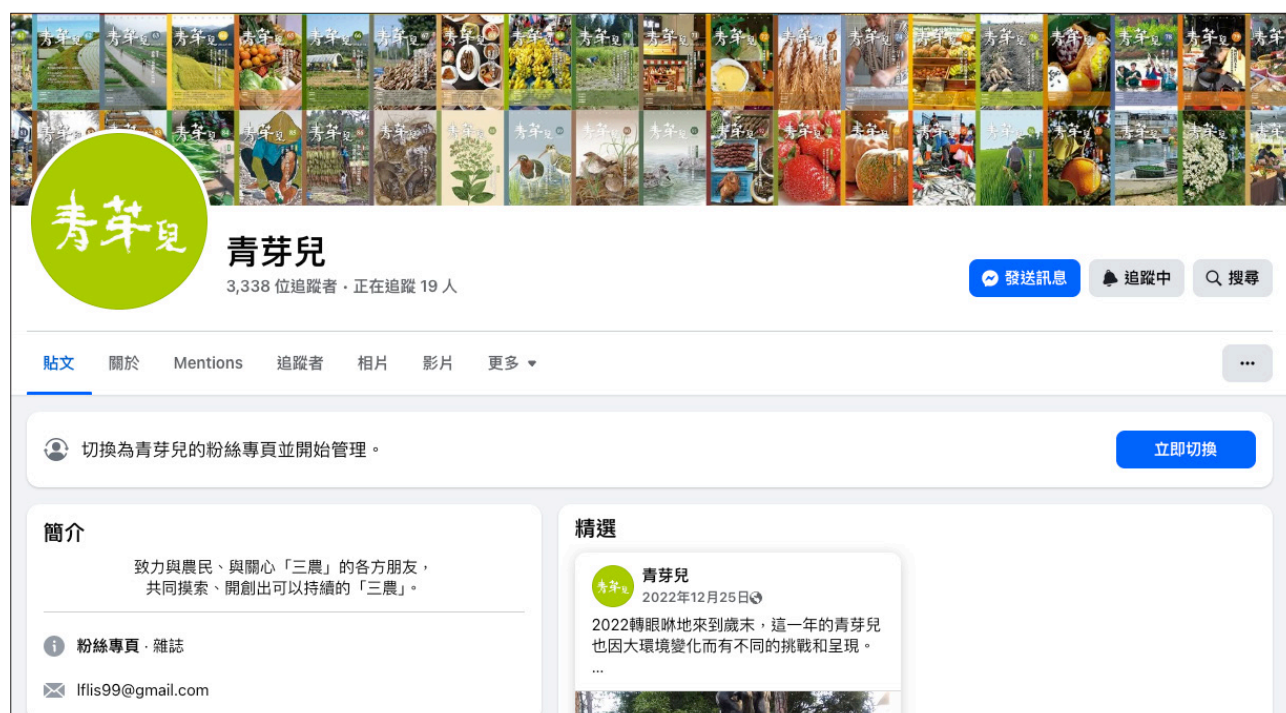 青芽兒
青芽兒
3,338 位追蹤者 · 正在追蹤 19 人
發送訊息
追蹤中
搜尋
貼文
關於
Mentions
追蹤者
相片
影片
更多
切換為青芽兒的粉絲專頁並開始管理。
立即切換
簡介
致力與農民、與關心「三農」的各方朋友，
共同摸索、開創出可以持續的「三農」。
粉絲專頁 · 雜誌
lflis99@gmail.com
精選
青芽兒
青芽兒
2022年12月25日
2022轉眼咻地來到歲末，這一年的青芽兒
也因大環境變化而有不同的挑戰和呈現。
...